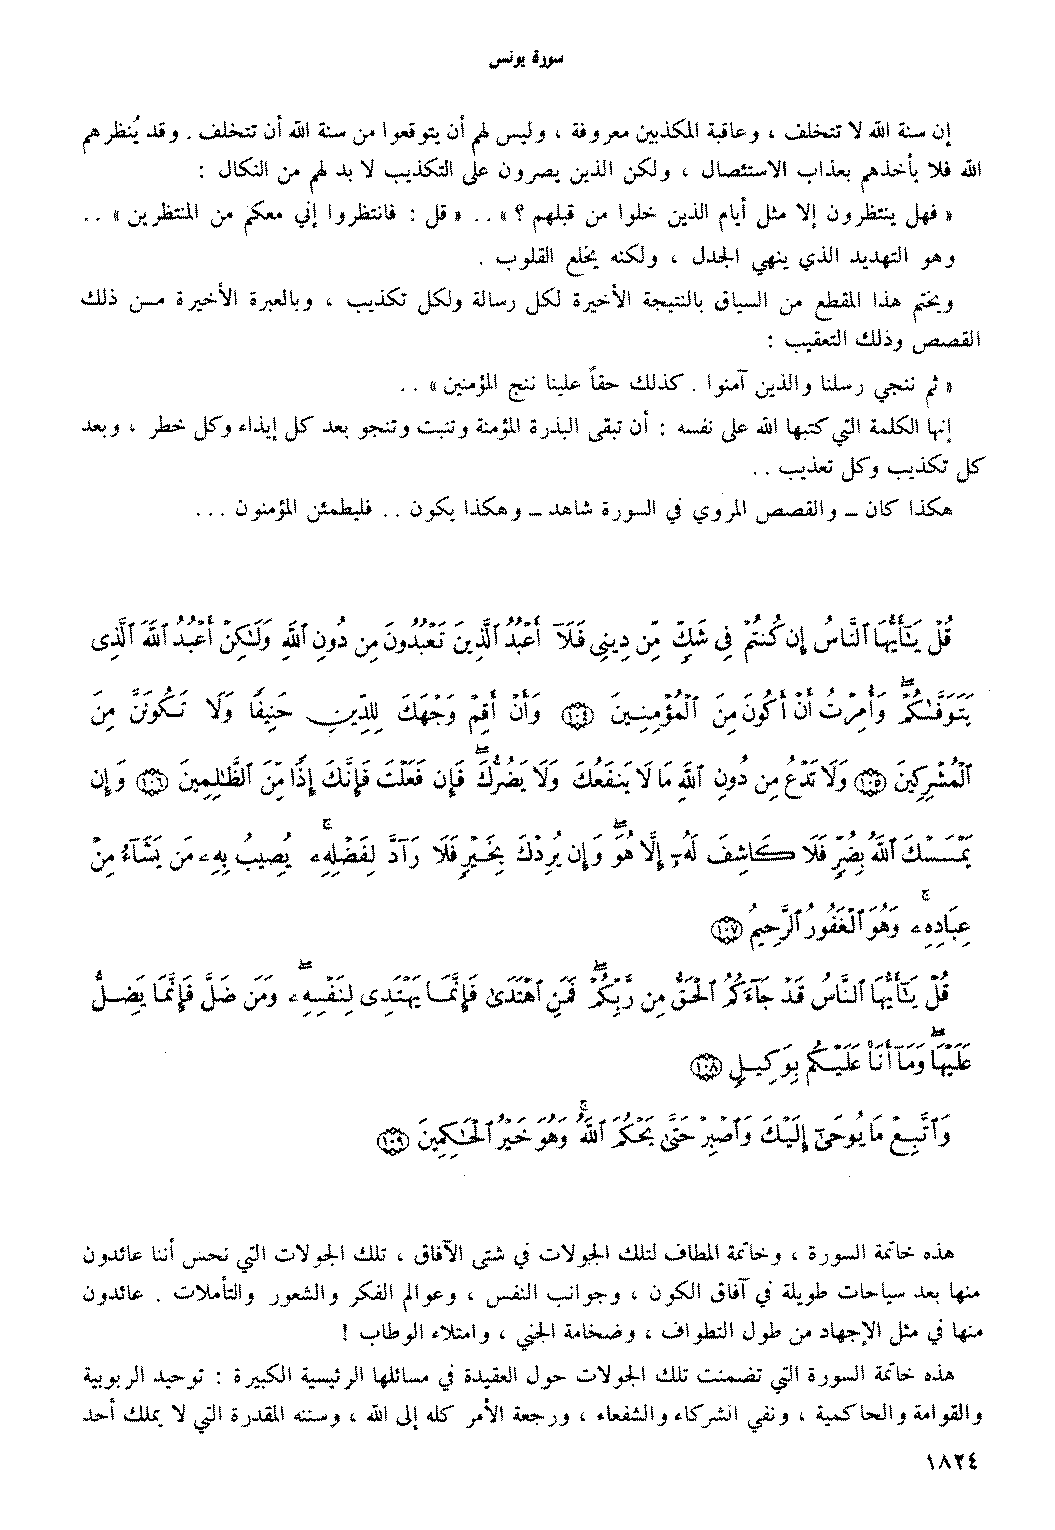 سورة يونس
إن سنة الله لا تتخلف ، وعاقبة المكذبين معروفة ، وليس لهم أن يتوقعوا من سنة الله أن تتخلف . وقد يُنظرهم
الله فلا يأخذهم بعذاب الاستئصال ، ولكن الذين يصرون على التكذيب لا بد لهم من النكال :
« فهل ينتظرون إلا مثل أيام الذين خلوا من قبلهم ؟ » .. « قل : فانتظروا إني معكم من المنتظرين » ..
وهو التهديد الذي ينهي الجدل ، ولكنه يخلع القلوب .
ويختم هذا المقطع من السياق بالنتيجة الأخيرة لكل رسالة ولكل تكذيب ، وبالعبرة الأخيرة مـن ذلك
القصص وذلك التعقيب :
« ثم ننجي رسلنا والذين آمنوا . كذلك حقاً علينا ننج المؤمنين » ..
إنها الكلمة التي كتبها الله على نفسه : أن تبقى البذرة المؤمنة وتنبت وتنجو بعد كل إيذاء وكل خطر ، وبعد
كل تكذيب وكل تعذيب ..
هكذا كان ــ والقصص المروي في السورة شاهد ــ وهكذا يكون .. فليطمئن المؤمنون ...
قُلْ يَٰٓأَيُّهَا ٱلنَّاسُ إِن كُنتُمْ فِى شَكٍّ مِّن دِينِى فَلَآ أَعْبُدُ ٱلَّذِينَ تَعْبُدُونَ مِن دُونِ ٱللَّهِ وَلَٰكِنْ أَعْبُدُ ٱللَّهَ ٱلَّذِى
يَتَوَفَّىٰكُمْ ۖ وَأُمِرْتُ أَنْ أَكُونَ مِنَ ٱلْمُؤْمِنِينَ ١٠٤ وَأَنْ أَقِمْ وَجْهَكَ لِلدِّينِ حَنِيفًا وَلَا تَكُونَنَّ مِنَ
ٱلْمُشْرِكِينَ ١٠٥ وَلَا تَدْعُ مِن دُونِ ٱللَّهِ مَا لَا يَنفَعُكَ وَلَا يَضُرُّكَ ۖ فَإِن فَعَلْتَ فَإِنَّكَ إِذًا مِّنَ ٱلظَّٰلِمِينَ ١٠٦ وَإِن
يَمْسَسْكَ ٱللَّهُ بِضُرٍّ فَلَا كَاشِفَ لَهُۥٓ إِلَّا هُوَ ۖ وَإِن يُرِدْكَ بِخَيْرٍ فَلَا رَآدَّ لِفَضْلِهِۦ ۚ يُصِيبُ بِهِۦ مَن يَشَآءُ مِنْ
عِبَادِهِۦ ۚ وَهُوَ ٱلْغَفُورُ ٱلرَّحِيمُ ١٠٧
قُلْ يَٰٓأَيُّهَا ٱلنَّاسُ قَدْ جَآءَكُمُ ٱلْحَقُّ مِن رَّبِّكُمْ ۖ فَمَنِ ٱهْتَدَىٰ فَإِنَّمَا يَهْتَدِى لِنَفْسِهِۦ ۖ وَمَن ضَلَّ فَإِنَّمَا يَضِلُّ
عَلَيْهَا ۖ وَمَآ أَنَا۠ عَلَيْكُم بِوَكِيلٍ ١٠٨
وَٱتَّبِعْ مَا يُوحَىٰٓ إِلَيْكَ وَٱصْبِرْ حَتَّىٰ يَحْكُمَ ٱللَّهُ ۚ وَهُوَ خَيْرُ ٱلْحَٰكِمِينَ ١٠٩
هذه خاتمة السورة ، وخاتمة المطاف لتلك الجولات في شتى الآفاق ، تلك الجولات التي نحس أننا عائدون
منها بعد سياحات طويلة في آفاق الكون ، وجوانب النفس ، وعوالم الفكر والشعور والتأملات . عائدون
منها في مثل الإجهاد من طول التطواف ، وضخامة الجني ، وامتلاء الوطاب !
هذه خاتمة السورة التي تضمنت تلك الجولات حول العقيدة في مسائلها الرئيسية الكبيرة : توحيد الربوبية
والقوامة والحاكمية ، ونفي الشركاء والشفعاء ، ورجعة الأمر كله إلى الله ، وسننه المقدرة التي لا يملك أحد
١٨٢٤